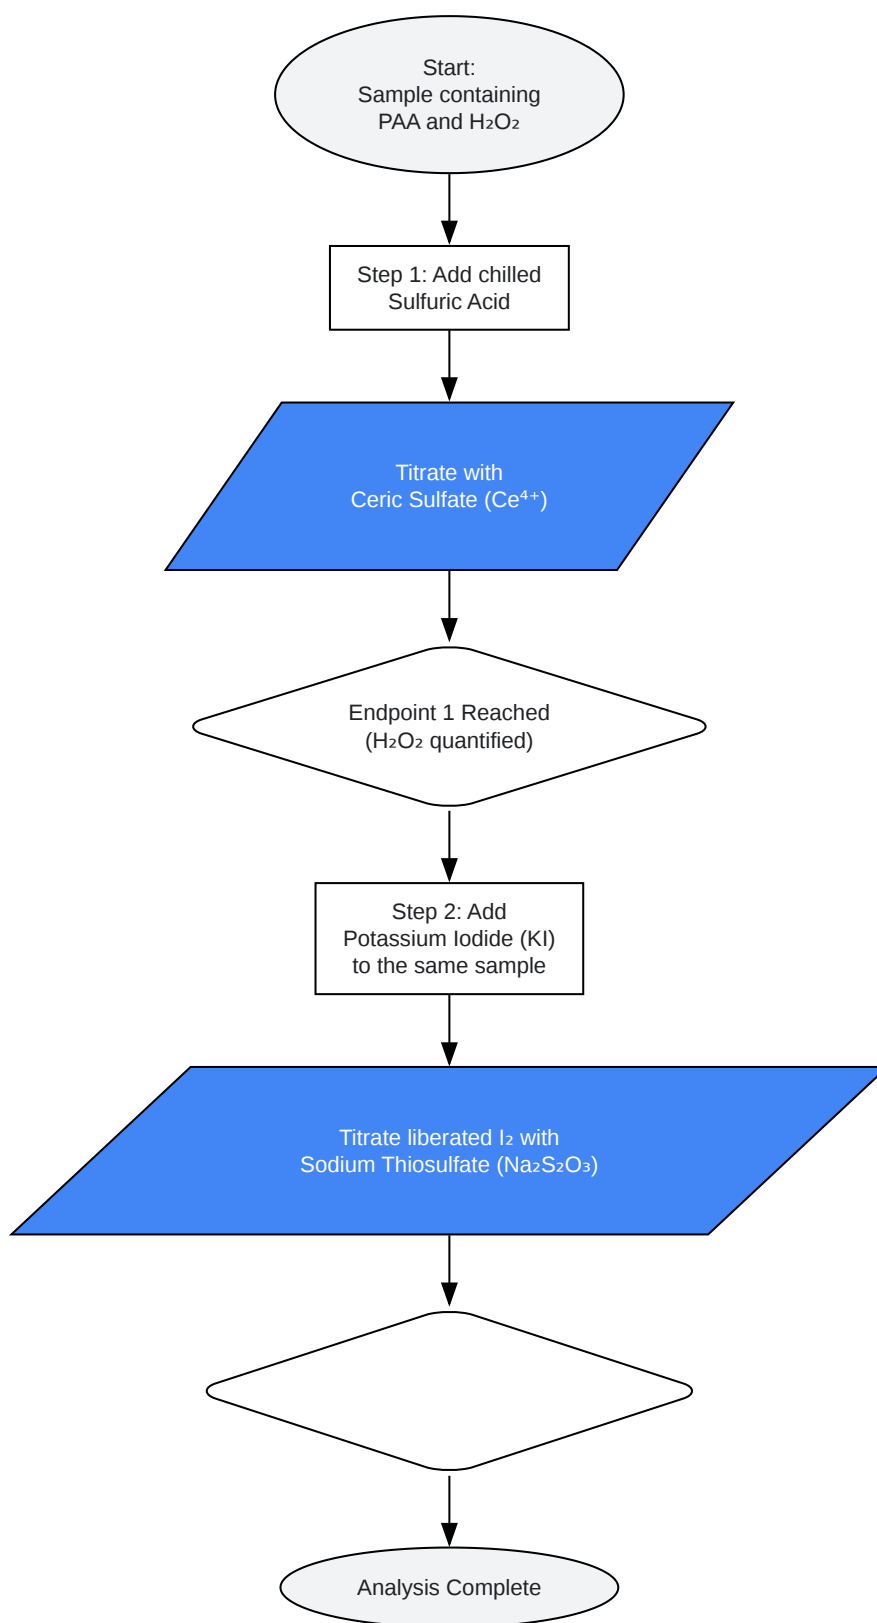 Start:
Sample containing
PAA and H₂O₂
Step 1: Add chilled
Sulfuric Acid
Titrate with
Ceric Sulfate (Ce⁴⁺)
Endpoint 1 Reached
(H₂O₂ quantified)
Step 2: Add
Potassium Iodide (KI)
to the same sample
Titrate liberated I₂ with
Sodium Thiosulfate (Na₂S₂O₃)
Analysis Complete